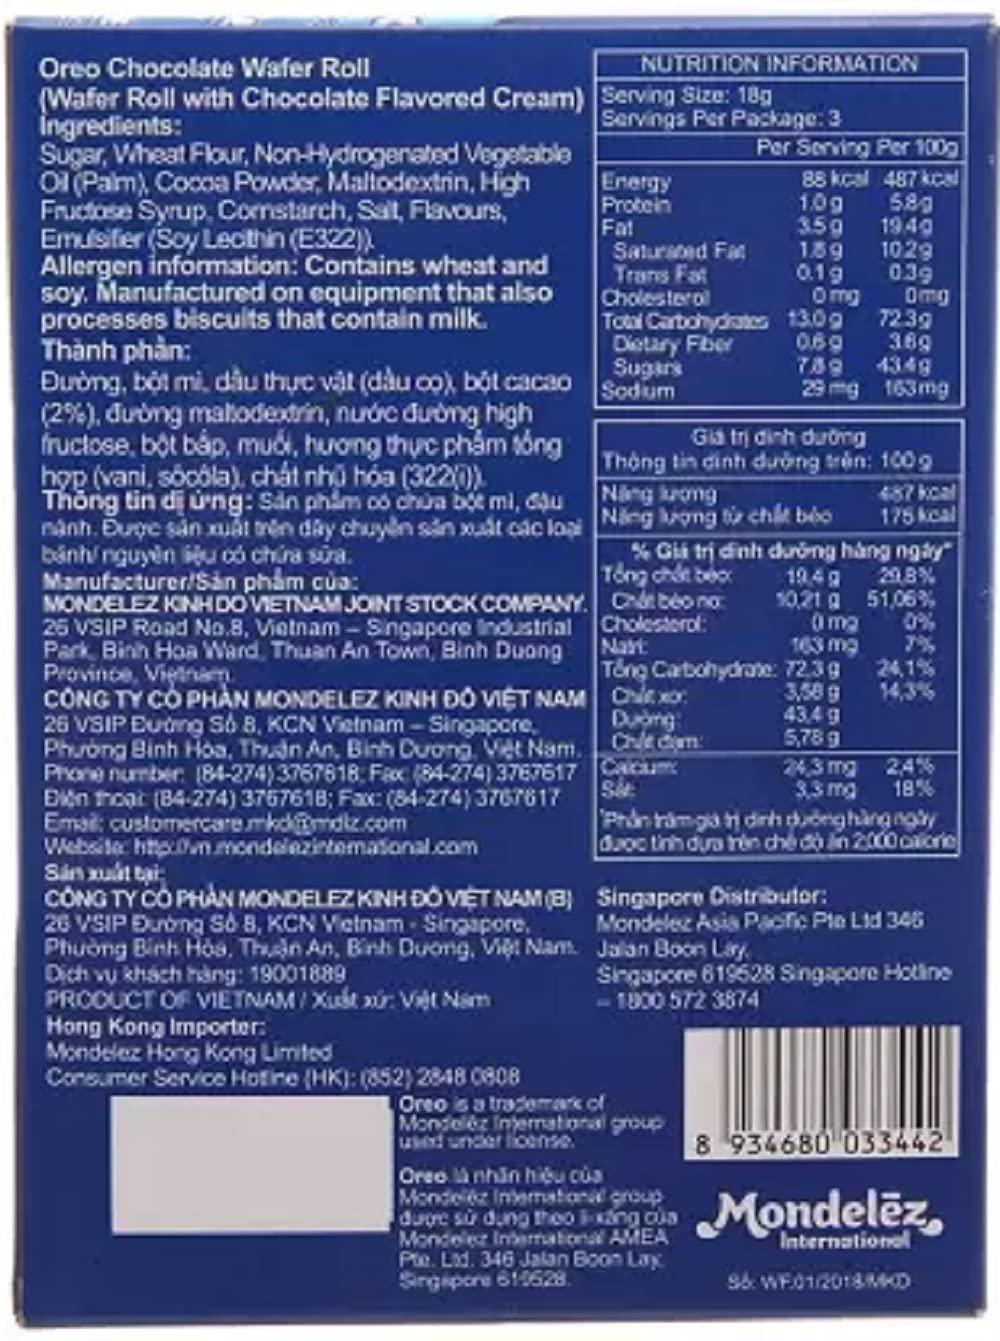 Oreo Chocolate Wafer Roll
(Wafer Roll with Chocolate Flavored Cream)
Ingredients:
Sugar, Wheat Flour, Non-Hydrogenated Vegetable
Oil (Palm), Cocoa Powder, Maltodextrin, High
Fructose Syrup, Cornstarch, Salt, Flavours,
Emulsifier (Soy Lecithin (E322)).
Allergen information: Contains wheat and
soy. Manufactured on equipment that also
processes biscuits that contain milk.
Thành phần:
Đường, bột mì, dầu thực vật (dầu cọ), bột cacao
(2%), đường maltodextrin, nước đường high
fructose, bột bắp, muối, hương thực phẩm tổng
hợp (vani, sôcôla), chất nhũ hóa (322(i)).
Thông tin dị ứng: Sản phẩm có chứa bột mì, đậu
nành. Được sản xuất trên dây chuyền sản xuất các loại
bánh/ nguyên liệu có chứa sữa.
Manufacturer/Sản phẩm của:
MONDELEZ KINH DO VIETNAM JOINT STOCK COMPANY.
26 VSIP Road No.8, Vietnam – Singapore Industrial
Park, Binh Hoa Ward, Thuan An Town, Binh Duong
Province, Vietnam
CÔNG TY CỔ PHẦN MONDELEZ KINH ĐÔ VIỆT NAM
26 VSIP Đường Số 8, KCN Vietnam – Singapore,
Phường Bình Hòa, Thuận An, Bình Dương, Việt Nam.
Phone number: (84-274) 3767618; Fax: (84-274) 3767617
Điện thoại: (84-274) 3767618; Fax: (84-274) 3767617
Email: customercare.mkd@mdlz.com
Website: http://vn.mondelezinternational.com
Sản xuất tại:
CÔNG TY CỔ PHẦN MONDELEZ KINH ĐÔ VIỆT NAM (B)
26 VSIP Đường Số 8, KCN Vietnam - Singapore,
Phường Bình Hòa, Thuận An, Bình Dương, Việt Nam.
Dịch vụ khách hàng: 19001889
PRODUCT OF VIETNAM / Xuất xứ: Việt Nam
Hong Kong Importer:
Mondelez Hong Kong Limited
Consumer Service Hotline (HK): (852) 2848 0808
Oreo is a trademark of
Mondelēz International group
used under license.
Oreo là nhãn hiệu của
Mondelēz International group
được sử dụng theo li-xăng của
Mondelez International AMEA
Pte. Ltd. 346 Jalan Boon Lay,
Singapore 619528.
NUTRITION INFORMATION
Serving Size: 18g
Servings Per Package: 3
Per Serving Per 100g
Energy 88 kcal 487 kcal
Protein 1.0 g 5.8g
Fat 3.5 g 19.4g
Saturated Fat 1.8 g 10.2g
Trans Fat 0.1 g 0.3g
Cholesterol 0 mg 0mg
Total Carbohydrates 13.0 g 72.3g
Dietary Fiber 0.6 g 3.6g
Sugars 7.8 g 43.4g
Sodium 29 mg 163mg
Giá trị dinh dưỡng
Thông tin dinh dưỡng trên: 100 g
Năng lượng 487 kcal
Năng lượng từ chất béo 175 kcal
% Giá trị dinh dưỡng hàng ngày*
Tổng chất béo: 19,4 g 29,8%
Chất béo no: 10,21 g 51,06%
Cholesterol: 0 mg 0%
Natri: 163 mg 7%
Tổng Carbohydrate: 72,3 g 24,1%
Chất xơ: 3,58 g 14,3%
Đường: 43,4 g
Chất đạm: 5,78 g
Calcium: 24,3 mg 2,4%
Sắt: 3,3 mg 18%
*Phần trăm giá trị dinh dưỡng hàng ngày
được tính dựa trên chế độ ăn 2,000 calorie
Singapore Distributor:
Mondelez Asia Pacific Pte Ltd 346
Jalan Boon Lay,
Singapore 619528 Singapore Hotline
– 1800 572 3874
8 934680 033442
Mondelēz
International
Số: WF.01/2018/MKD